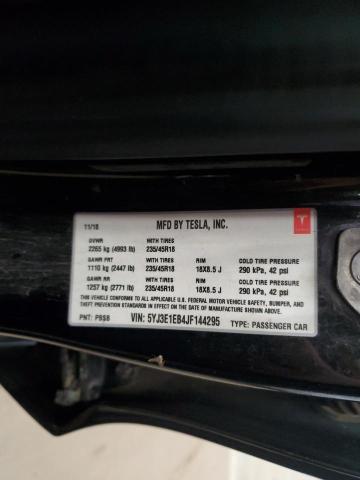 11/18 MFD BY TESLA, INC.
GVWR WITH TIRES
2265 kg (4993 lb) 235/45R18
GAWR FRT WITH TIRES RIM COLD TIRE PRESSURE
1110 kg (2447 lb) 235/45R18 18X8.5 J 290 kPa, 42 psi
GAWR RR WITH TIRES RIM COLD TIRE PRESSURE
1257 kg (2771 lb) 235/45R18 18X8.5 J 290 kPa, 42 psi
THIS VEHICLE CONFORMS TO ALL APPLICABLE U.S. FEDERAL MOTOR VEHICLE SAFETY, BUMPER, AND
THEFT PREVENTION STANDARDS IN EFFECT ON THE DATE OF MANUFACTURE SHOWN ABOVE.
PNT: PBSB VIN: 5YJ3E1EB4JF144295 TYPE: PASSENGER CAR